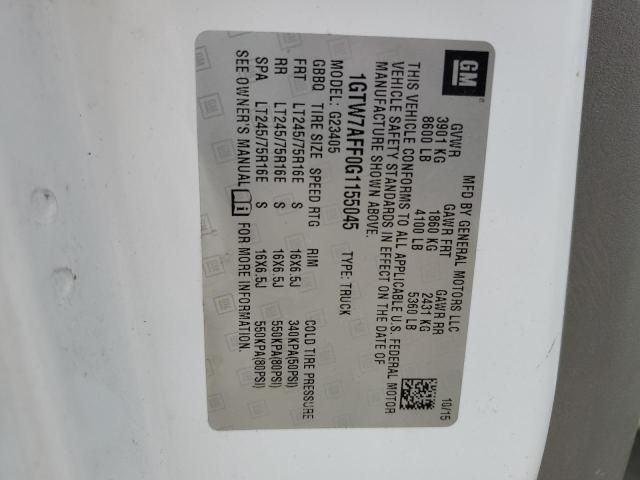 GM
MFD BY GENERAL MOTORS LLC
GVWR GAWR FRT GAWR RR
3901 KG 1860 KG 2431 KG
8600 LB 4100 LB 5360 LB
10/15
THIS VEHICLE CONFORMS TO ALL APPLICABLE U.S. FEDERAL MOTOR
VEHICLE SAFETY STANDARDS IN EFFECT ON THE DATE OF
MANUFACTURE SHOWN ABOVE.
1GTW7AFF0G1155045 TYPE: TRUCK
MODEL: G23405
GBBQ TIRE SIZE SPEED RTG RIM COLD TIRE PRESSURE
FRT LT245/75R16E S 16X6.5J 340KPA(50PSI)
RR LT245/75R16E S 16X6.5J 550KPA(80PSI)
SPA LT245/75R16E S 16X6.5J 550KPA(80PSI)
SEE OWNER'S MANUAL FOR MORE INFORMATION.